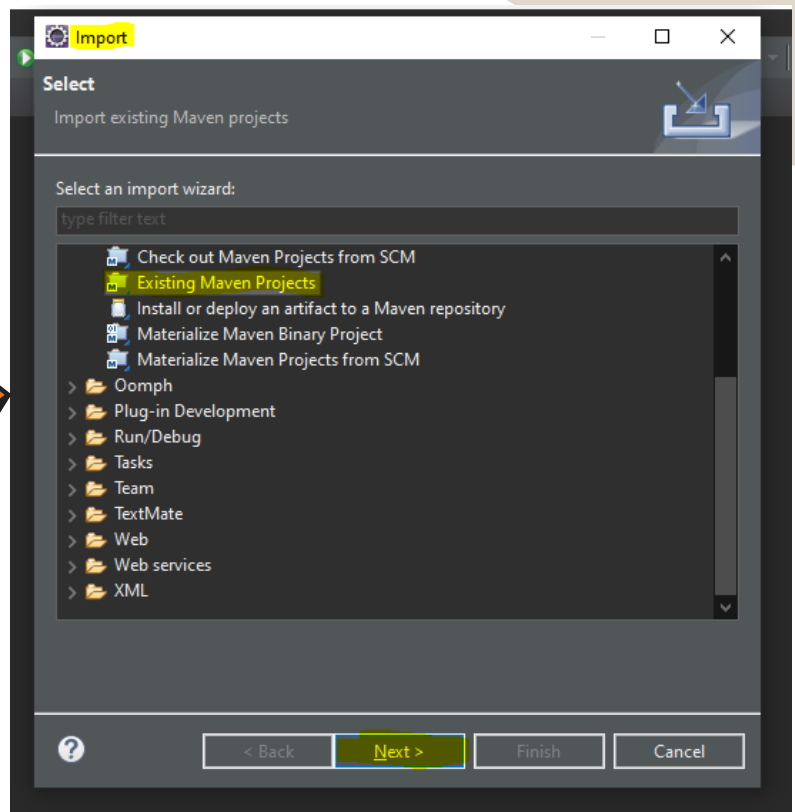 Import
Select
Import existing Maven projects
Select an import wizard:
type filter text
Check out Maven Projects from SCM
Existing Maven Projects
Install or deploy an artifact to a Maven repository
Materialize Maven Binary Project
Materialize Maven Projects from SCM
Oomph
Plug-in Development
Run/Debug
Tasks
Team
TextMate
Web
Web services
XML
< Back Next > Finish Cancel